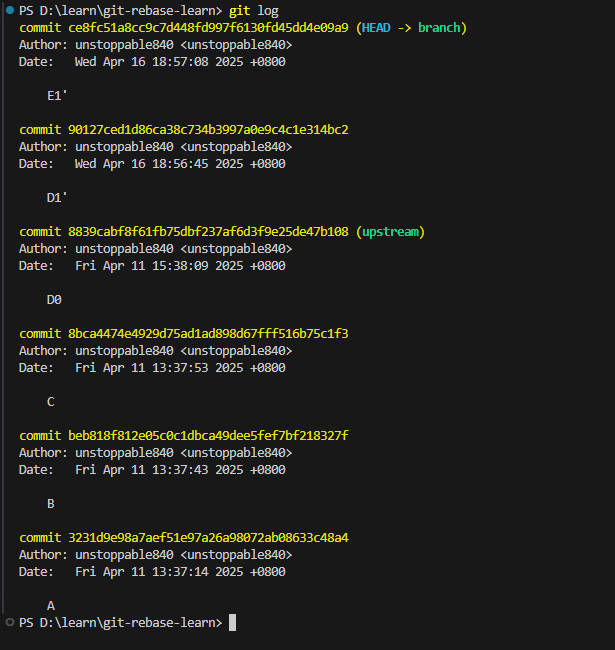 PS D:\learn\git-rebase-learn> git log
commit ce8fc51a8cc9c7d448fd997f6130fd45dd4e09a9 (HEAD -> branch)
Author: unstoppable840 <unstoppable840>
Date:   Wed Apr 16 18:57:08 2025 +0800
    E1'
commit 90127ced1d86ca38c734b3997a0e9c4c1e314bc2
Author: unstoppable840 <unstoppable840>
Date:   Wed Apr 16 18:56:45 2025 +0800
    D1'
commit 8839cabf8f61fb75dbf237af6d3f9e25de47b108 (upstream)
Author: unstoppable840 <unstoppable840>
Date:   Fri Apr 11 15:38:09 2025 +0800
    D0
commit 8bca4474e4929d75ad1ad898d67fff516b75c1f3
Author: unstoppable840 <unstoppable840>
Date:   Fri Apr 11 13:37:53 2025 +0800
    C
commit beb818f812e05c0c1dbca49dee5fef7bf218327f
Author: unstoppable840 <unstoppable840>
Date:   Fri Apr 11 13:37:43 2025 +0800
    B
commit 3231d9e98a7aef51e97a26a98072ab08633c48a4
Author: unstoppable840 <unstoppable840>
Date:   Fri Apr 11 13:37:14 2025 +0800
    A
PS D:\learn\git-rebase-learn>